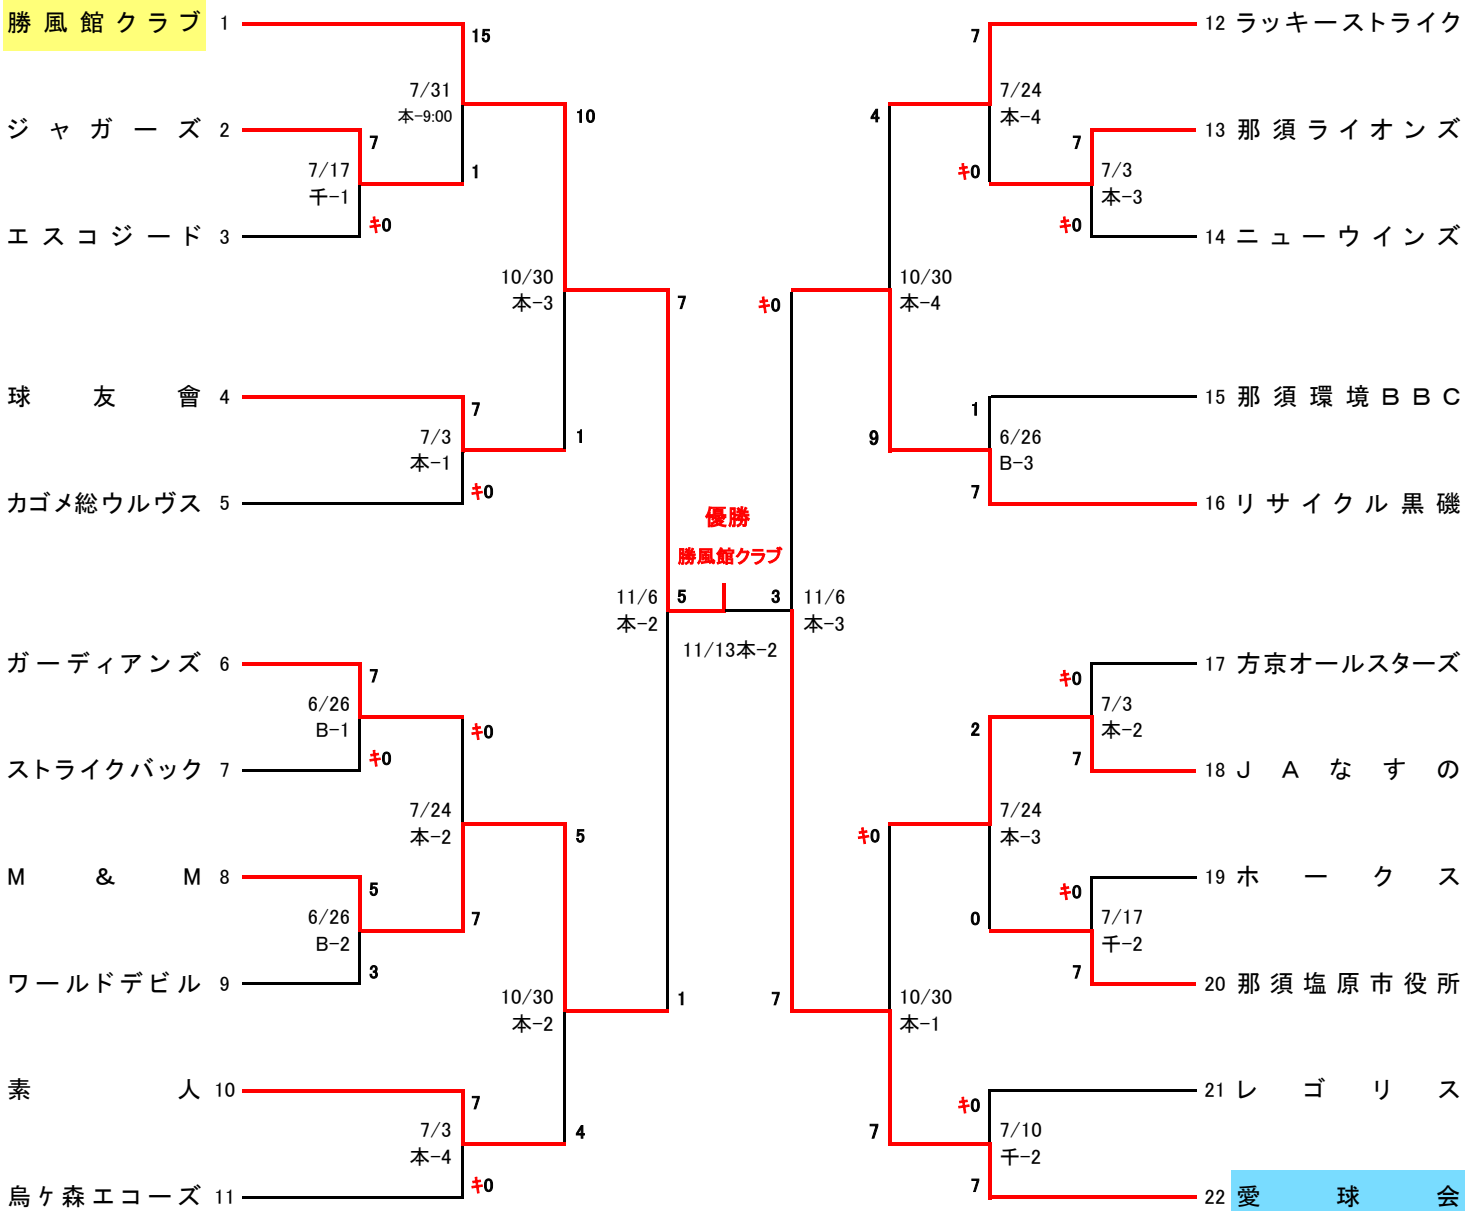 勝風館クラブ 1
15
7/31
本-9:00
10
ジャガーズ 2
7
7/17
千-1
1
エスコジード 3
キ0
10/30
本-3
7
球友會 4
7
7/3
本-1
1
カゴメ総ウルヴス 5
キ0
優勝
勝風館クラブ
11/6
本-2
5
3
11/13本-2
ガーディアンズ 6
7
6/26
B-1
キ0
ストライクバック 7
キ0
7/24
本-2
5
M&M 8
5
6/26
B-2
7
ワールドデビル 9
3
10/30
本-2
1
素人 10
7
7/3
本-4
4
烏ケ森エコーズ 11
キ0
12 ラッキーストライク
7
7/24
本-4
4
13 那須ライオンズ
7
7/3
本-3
キ0
14 ニューウインズ
キ0
10/30
本-4
キ0
15 那須環境BBC
1
6/26
B-3
9
16 リサイクル黒磯
7
11/6
本-3
17 方京オールスターズ
キ0
7/3
本-2
2
18 JAなすの
7
7/24
本-3
キ0
19 ホークス
キ0
7/17
千-2
0
20 那須塩原市役所
7
10/30
本-1
7
21 レゴリス
キ0
7/10
千-2
7
22 愛球会
7